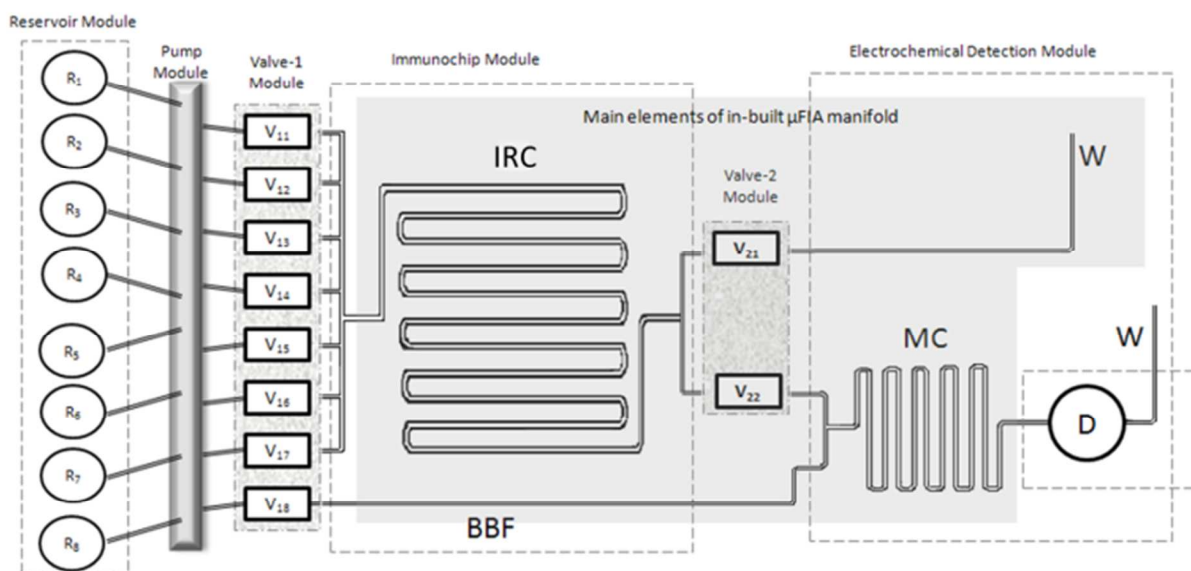 Reservoir Module
Pump
Module
Valve-1
Module
Immunochip Module
Electrochemical Detection Module
Main elements of in-built µFIA manifold
R1
R2
R3
R4
R5
R6
R7
R8
V11
V12
V13
V14
V15
V16
V17
V18
IRC
BBF
Valve-2
Module
V21
V22
W
MC
W
D